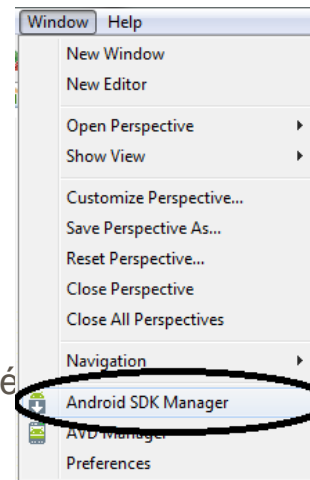 Window Help
New Window
New Editor
Open Perspective
Show View
Customize Perspective...
Save Perspective As...
Reset Perspective...
Close Perspective
Close All Perspectives
Navigation
é
Android SDK Manager
AVD Manager
Preferences